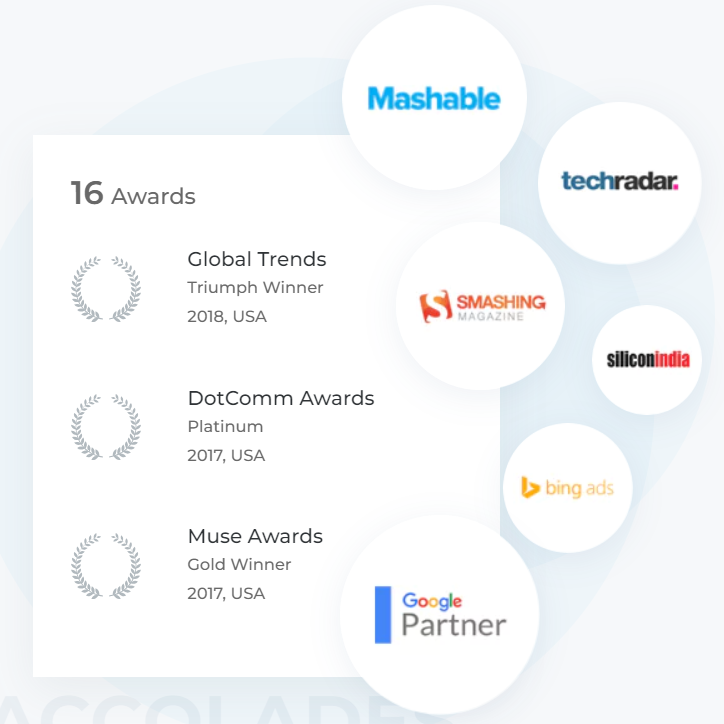 Mashable
techradar.
16 Awards
Global Trends
Triumph Winner
2018, USA
SMASHING
MAGAZINE
siliconindia
DotComm Awards
Platinum
2017, USA
bing ads
Muse Awards
Gold Winner
2017, USA
Google
Partner
ACCOLADES